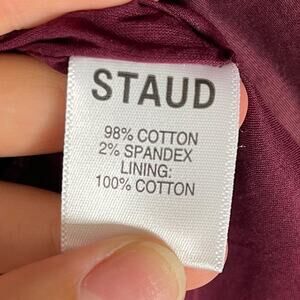 STAUD
98% COTTON
2% SPANDEX
LINING:
100% COTTON